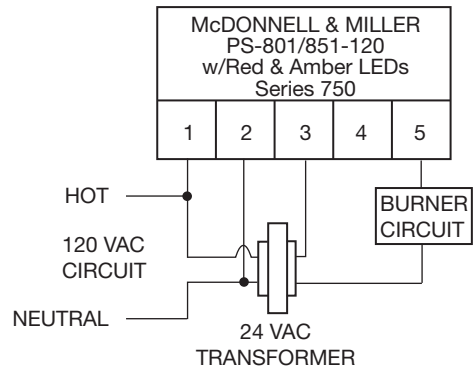 McDONNELL & MILLER
PS-801/851-120
w/Red & Amber LEDs
Series 750
1 2 3 4 5
HOT
BURNER
CIRCUIT
120 VAC
CIRCUIT
NEUTRAL
24 VAC
TRANSFORMER